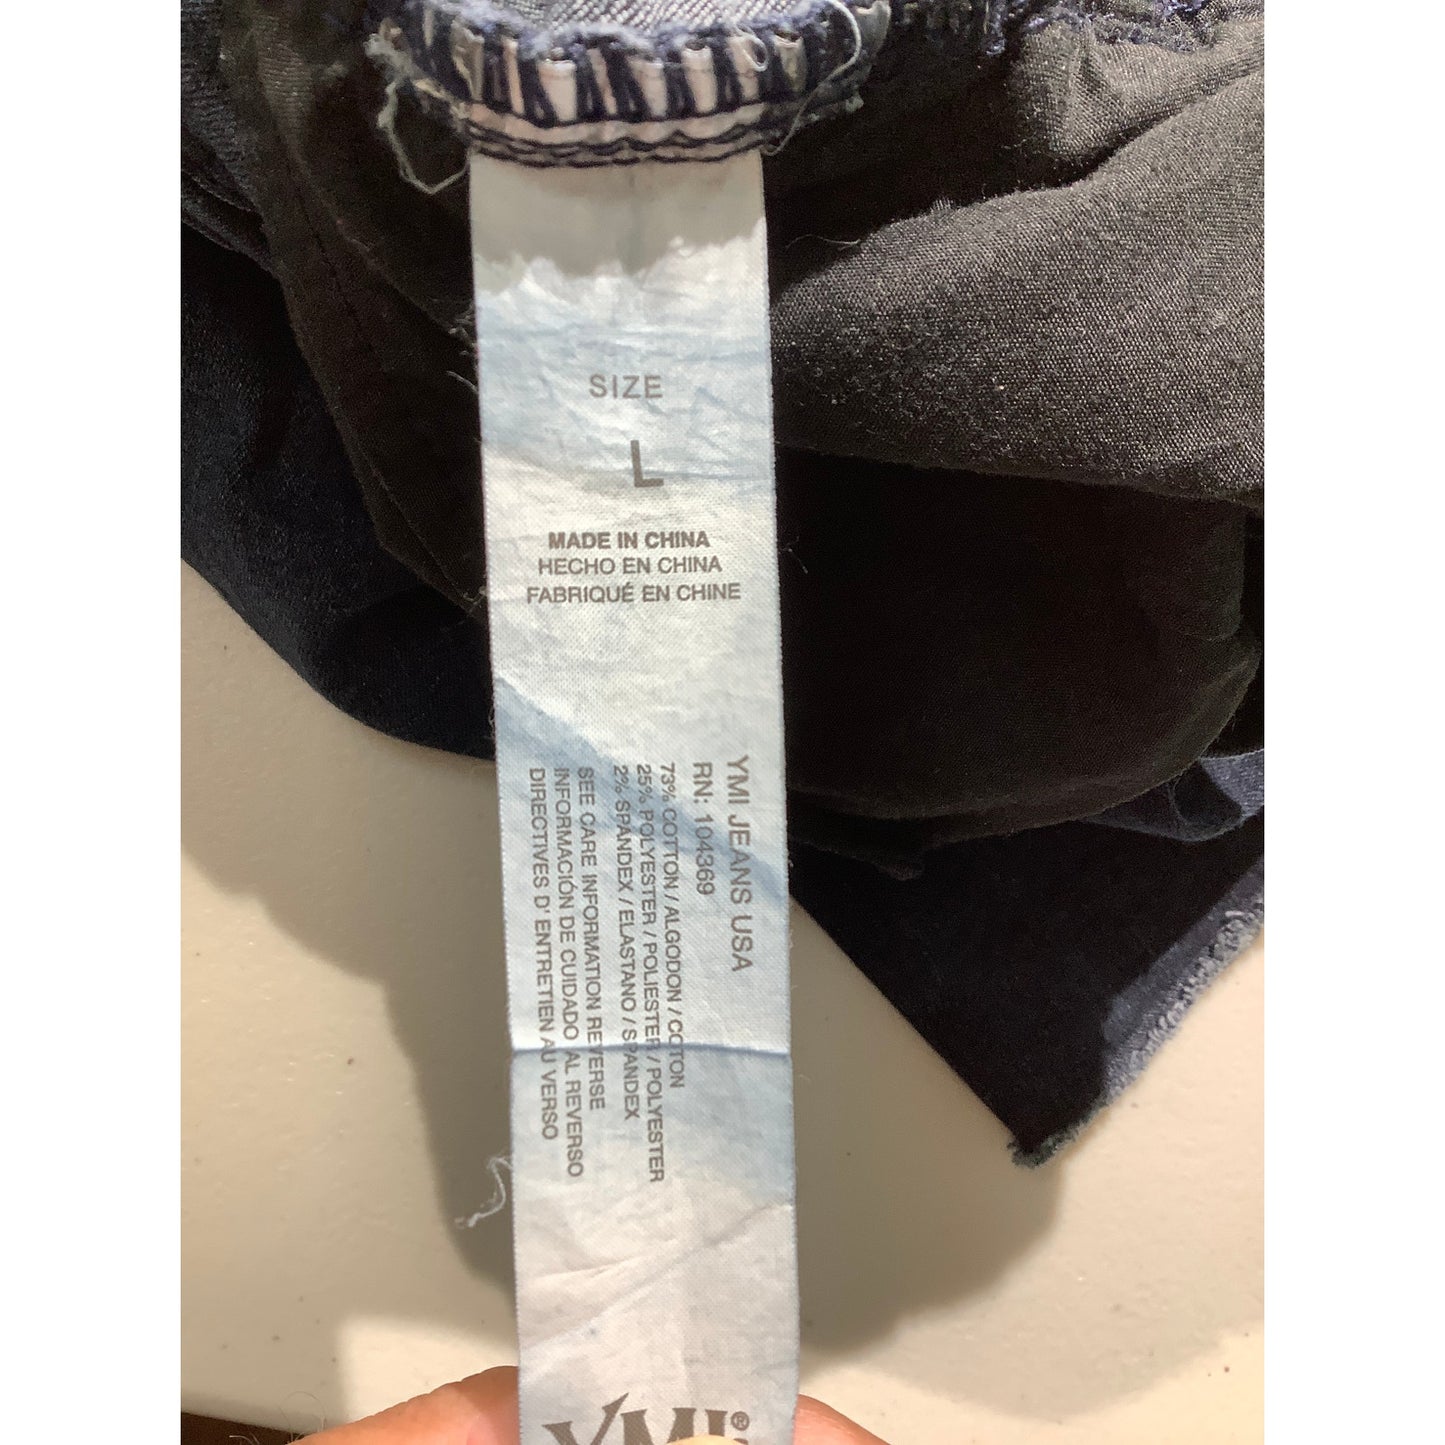 SIZE
L
MADE IN CHINA
HECHO EN CHINA
FABRIQUÉ EN CHINE
YMI JEANS USA
RN: 104369
73% COTTON / ALGODON / COTON
25% POLYESTER / POLIESTER / POLYESTER
2% SPANDEX / ELASTANO / SPANDEX
SEE CARE INFORMATION REVERSE
INFORMACIÓN DE CUIDADO AL REVERSO
DIRECTIVES D' ENTRETIEN AU VERSO
YMI®